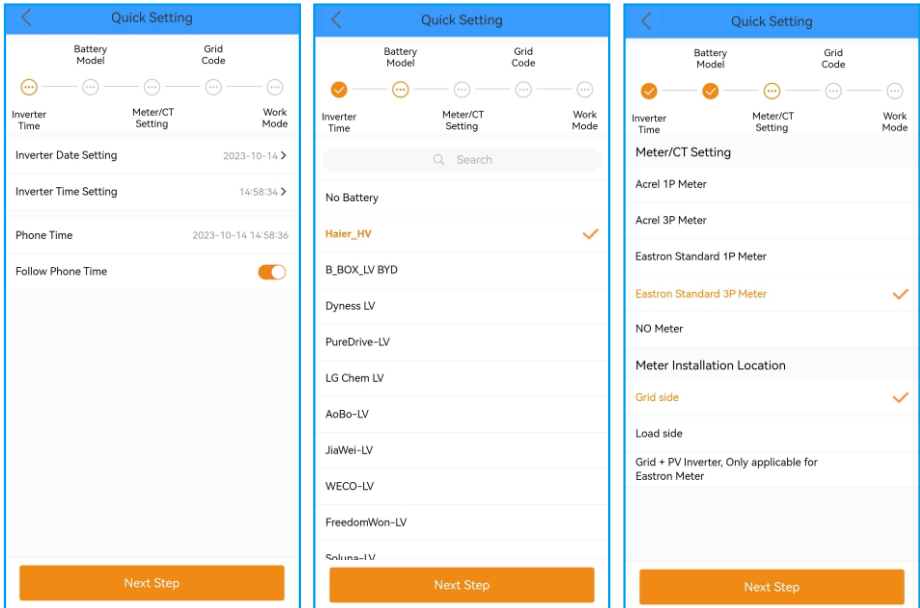 Quick Setting
Battery
Model
Grid
Code
Inverter
Time
Meter/CT
Setting
Work
Mode
Inverter Date Setting 2023-10-14
Inverter Time Setting 14:58:34
Phone Time 2023-10-14 14:58:36
Follow Phone Time
Next Step
Quick Setting
Battery
Model
Grid
Code
Inverter
Time
Meter/CT
Setting
Work
Mode
Search
No Battery
Haier_HV
B_BOX_LV BYD
Dyness LV
PureDrive-LV
LG Chem LV
AoBo-LV
JiaWei-LV
WECO-LV
FreedomWon-LV
Soluna-LV
Next Step
Quick Setting
Battery
Model
Grid
Code
Inverter
Time
Meter/CT
Setting
Work
Mode
Meter/CT Setting
Acrel 1P Meter
Acrel 3P Meter
Eastron Standard 1P Meter
Eastron Standard 3P Meter
NO Meter
Meter Installation Location
Grid side
Load side
Grid + PV Inverter, Only applicable for
Eastron Meter
Next Step